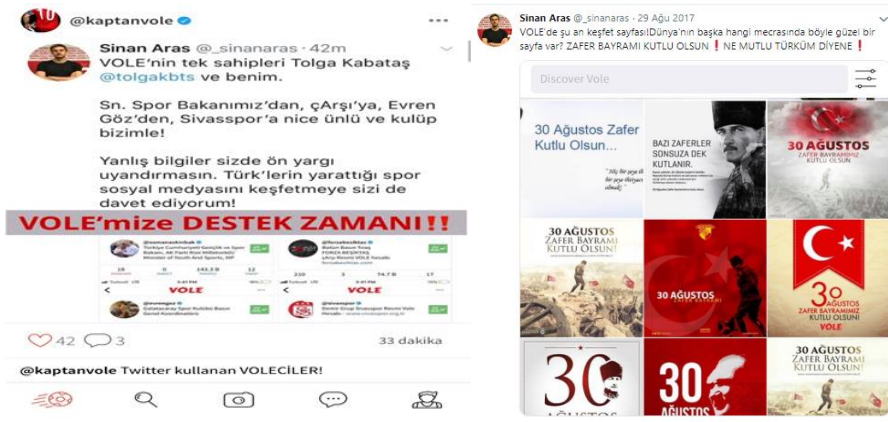 @kaptanvole
Sinan Aras @_sinanaras · 42m
VOLE'nin tek sahipleri Tolga Kabataş
@tolgakbts ve benim.
Sn. Spor Bakanımız'dan, çArşı'ya, Evren
Göz'den, Sivasspor'a nice ünlü ve kulüp
bizimle!
Yanlış bilgiler sizde ön yargı
uyandırmasın. Türk'lerin yarattığı spor
sosyal medyasını keşfetmeye sizi de
davet ediyorum!
VOLE'mize DESTEK ZAMANI!!
VOLE
VOLE
42 3 33 dakika
@kaptanvole Twitter kullanan VOLECİLER!
Sinan Aras @_sinanaras · 29 Ağu 2017
VOLE'de şu an keşfet sayfası!Dünya'nın başka hangi mecrasında böyle güzel bir
sayfa var? ZAFER BAYRAMI KUTLU OLSUN ❗ NE MUTLU TÜRKÜM DİYENE ❗
Discover Vole
30 Ağustos Zafer
Kutlu Olsun...
BAZI ZAFERLER
SONSUZA DEK
KUTLANIR.
30 AĞUSTOS
ZAFER BAYRAMIMIZ
KUTLU OLSUN
30 AĞUSTOS
ZAFER BAYRAMI
KUTLU OLSUN!
30 AĞUSTOS
ZAFER BAYRAMI
30
AĞUSTOS
ZAFER BAYRAMI
KUTLU OLSUN!
VOLE
30
AĞUSTOS
30
AĞUSTOS
30 AĞUSTOS
ZAFER BAYRAMI
KUTLU OLSUN!